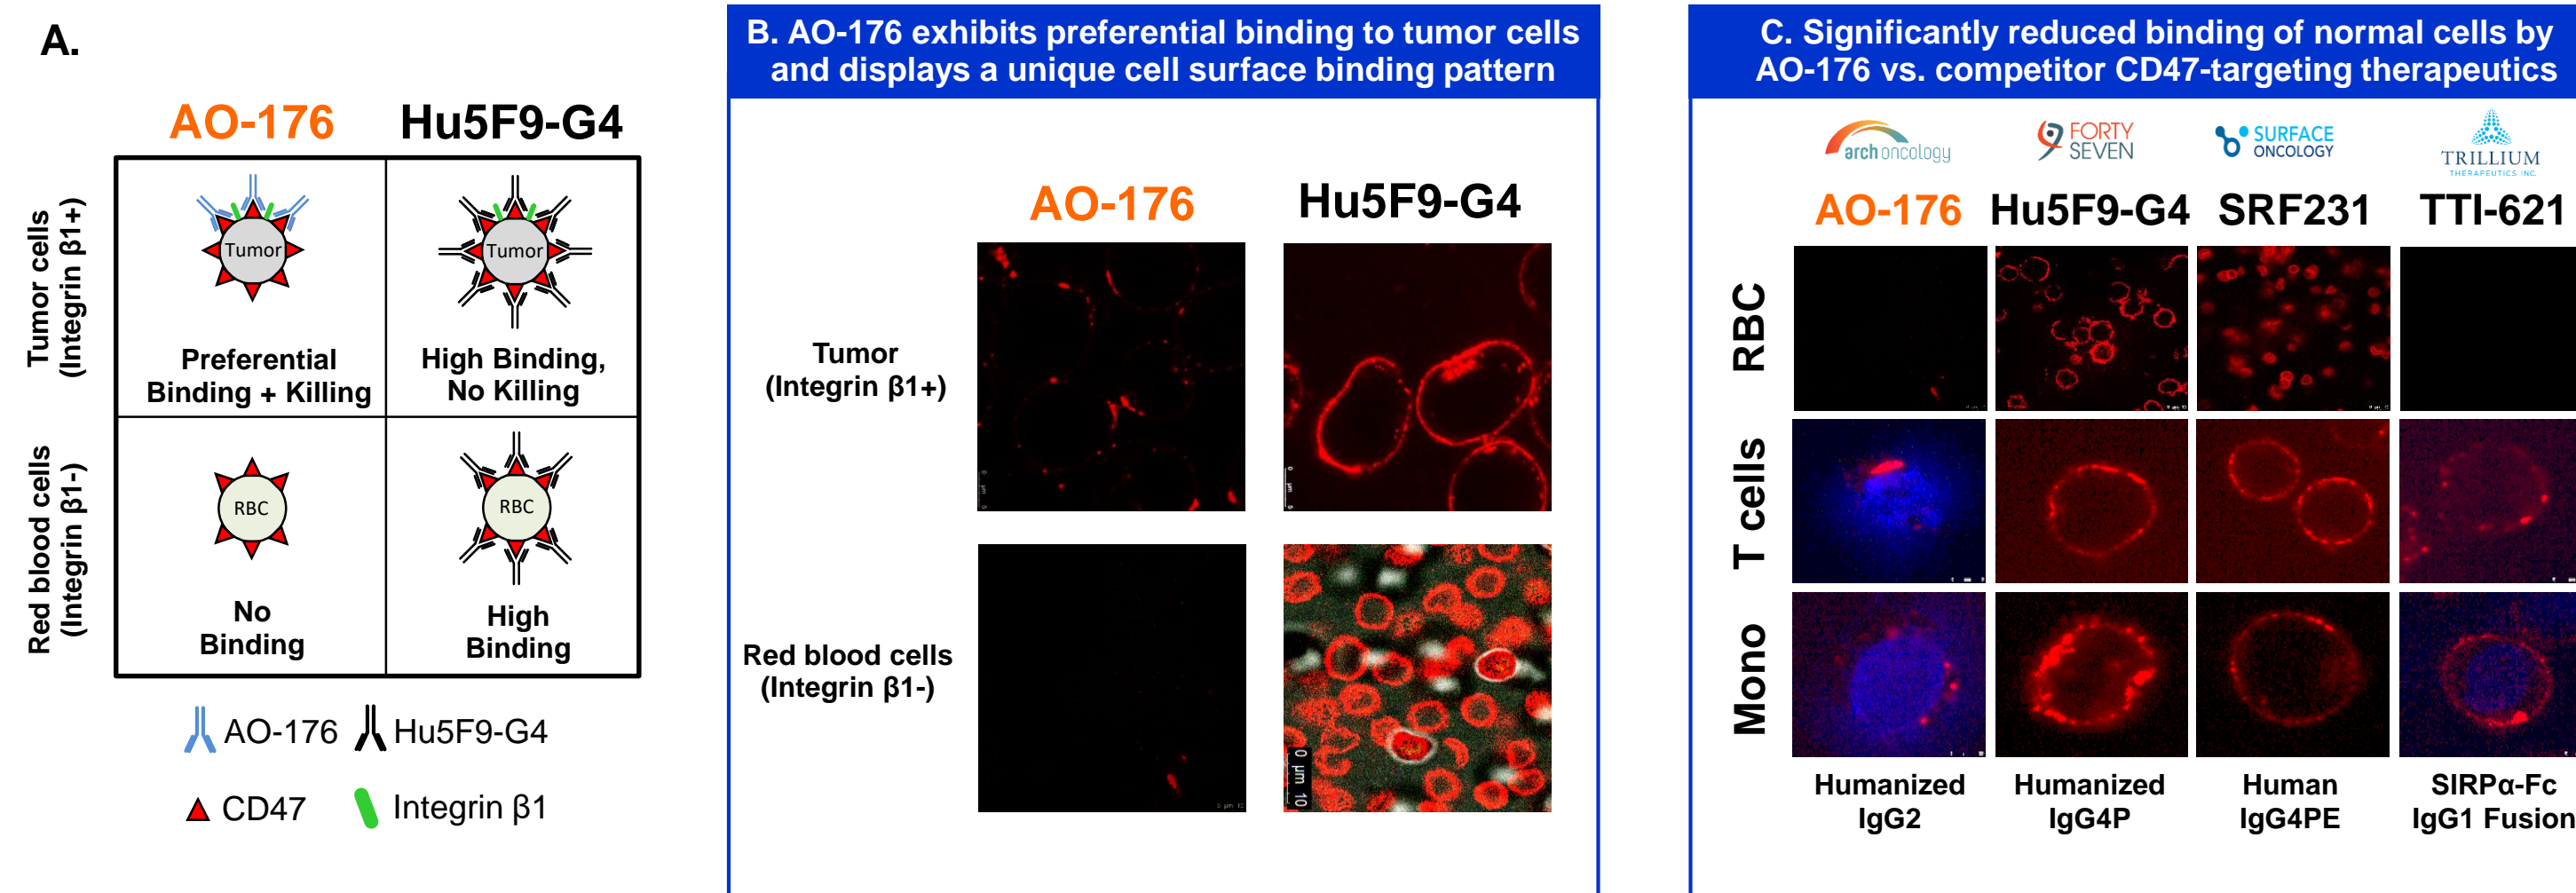 A.
AO-176
Hu5F9-G4
Tumor cells
(Integrin β1+)
Tumor
Tumor
Preferential
Binding + Killing
High Binding,
No Killing
Red blood cells
(Integrin β1-)
RBC
RBC
No
Binding
High
Binding
AO-176
Hu5F9-G4
CD47
Integrin β1
B. AO-176 exhibits preferential binding to tumor cells
and displays a unique cell surface binding pattern
AO-176
Hu5F9-G4
Tumor
(Integrin β1+)
Red blood cells
(Integrin β1-)
0 µm 10
C. Significantly reduced binding of normal cells by
AO-176 vs. competitor CD47-targeting therapeutics
arch oncology
FORTY
SEVEN
SURFACE
ONCOLOGY
TRILLIUM
THERAPEUTICS INC.
AO-176
Hu5F9-G4
SRF231
TTI-621
RBC
T cells
Mono
Humanized
IgG2
Humanized
IgG4P
Human
IgG4PE
SIRPα-Fc
IgG1 Fusion